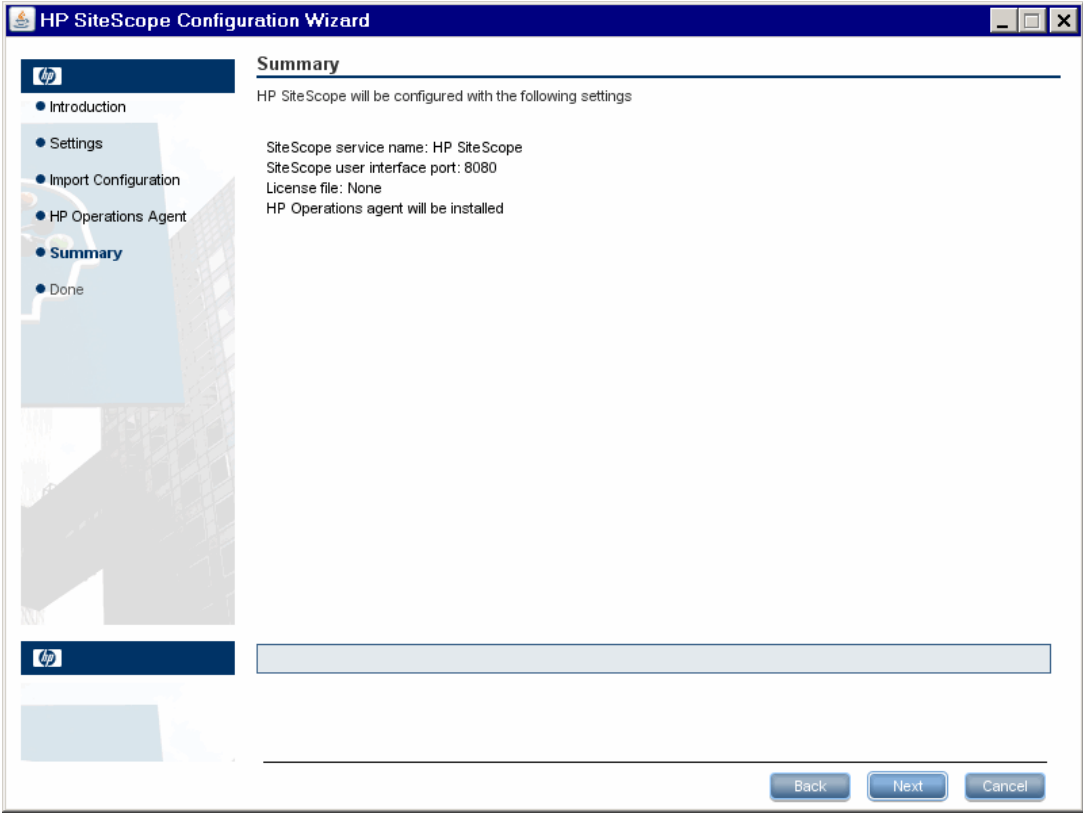 HP SiteScope Configuration Wizard
hp
Introduction
Settings
Import Configuration
HP Operations Agent
Summary
Done
Summary
HP SiteScope will be configured with the following settings
SiteScope service name: HP SiteScope
SiteScope user interface port: 8080
License file: None
HP Operations agent will be installed
hp
Back
Next
Cancel